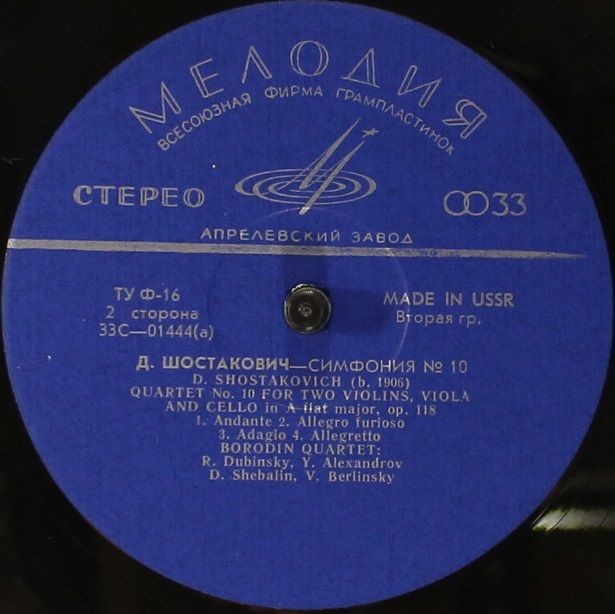 МЕЛОДИЯ
ВСЕСОЮЗНАЯ ФИРМА ГРАМПЛАСТИНОК
СТЕРЕО
33
АПРЕЛЕВСКИЙ ЗАВОД
ТУ Ф-16
2 сторона
33С—01444(а)
MADE IN USSR
Вторая гр.
Д. ШОСТАКОВИЧ—СИМФОНИЯ № 10
D. SHOSTAKOVICH (b. 1906)
QUARTET No. 10 FOR TWO VIOLINS, VIOLA
AND CELLO in A flat major, op. 118
1. Andante 2. Allegro furioso
3. Adagio 4. Allegretto
BORODIN QUARTET:
R. Dubinsky, Y. Alexandrov
D. Shebalin, V. Berlinsky